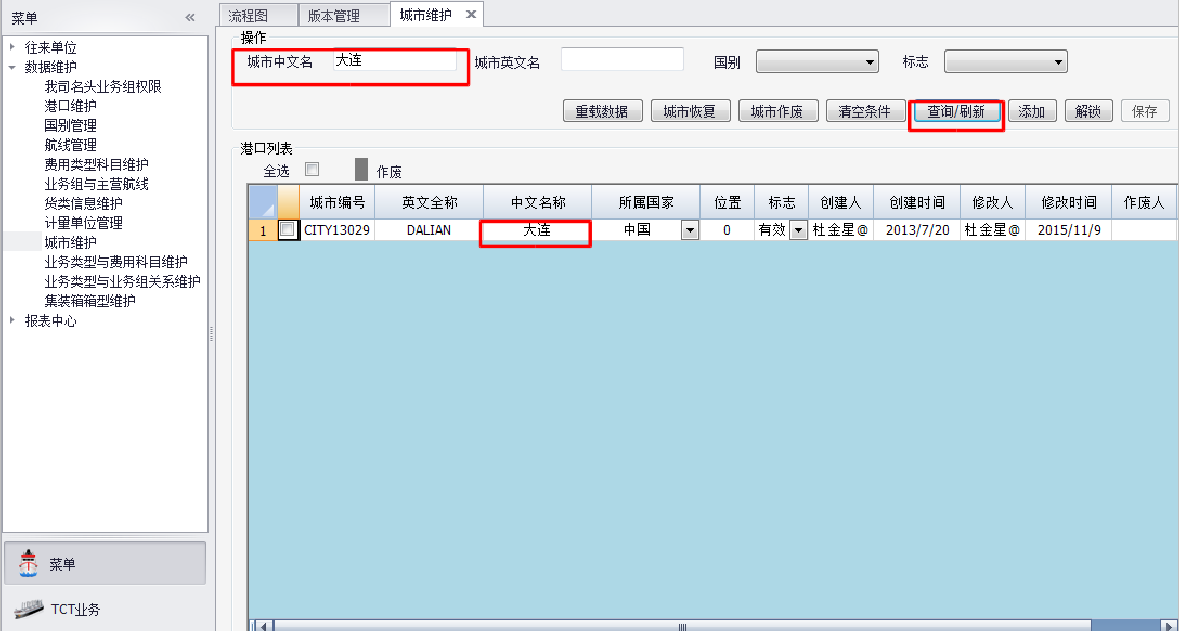 菜单 «
往来单位
数据维护
我司名头业务组权限
港口维护
国别管理
航线管理
费用类型科目维护
业务组与主营航线
货类信息维护
计量单位管理
城市维护
业务类型与费用科目维护
业务类型与业务组关系维护
集装箱箱型维护
报表中心
菜单
TCT业务
流程图 版本管理 城市维护
操作
城市中文名 大连 城市英文名 国别 标志
重载数据 城市恢复 城市作废 清空条件 查询/刷新 添加 解锁 保存
港口列表
全选 作废
城市编号 英文全称 中文名称 所属国家 位置 标志 创建人 创建时间 修改人 修改时间 作废人
1 CITY13029 DALIAN 大连 中国 0 有效 杜金星@ 2013/7/20 杜金星@ 2015/11/9